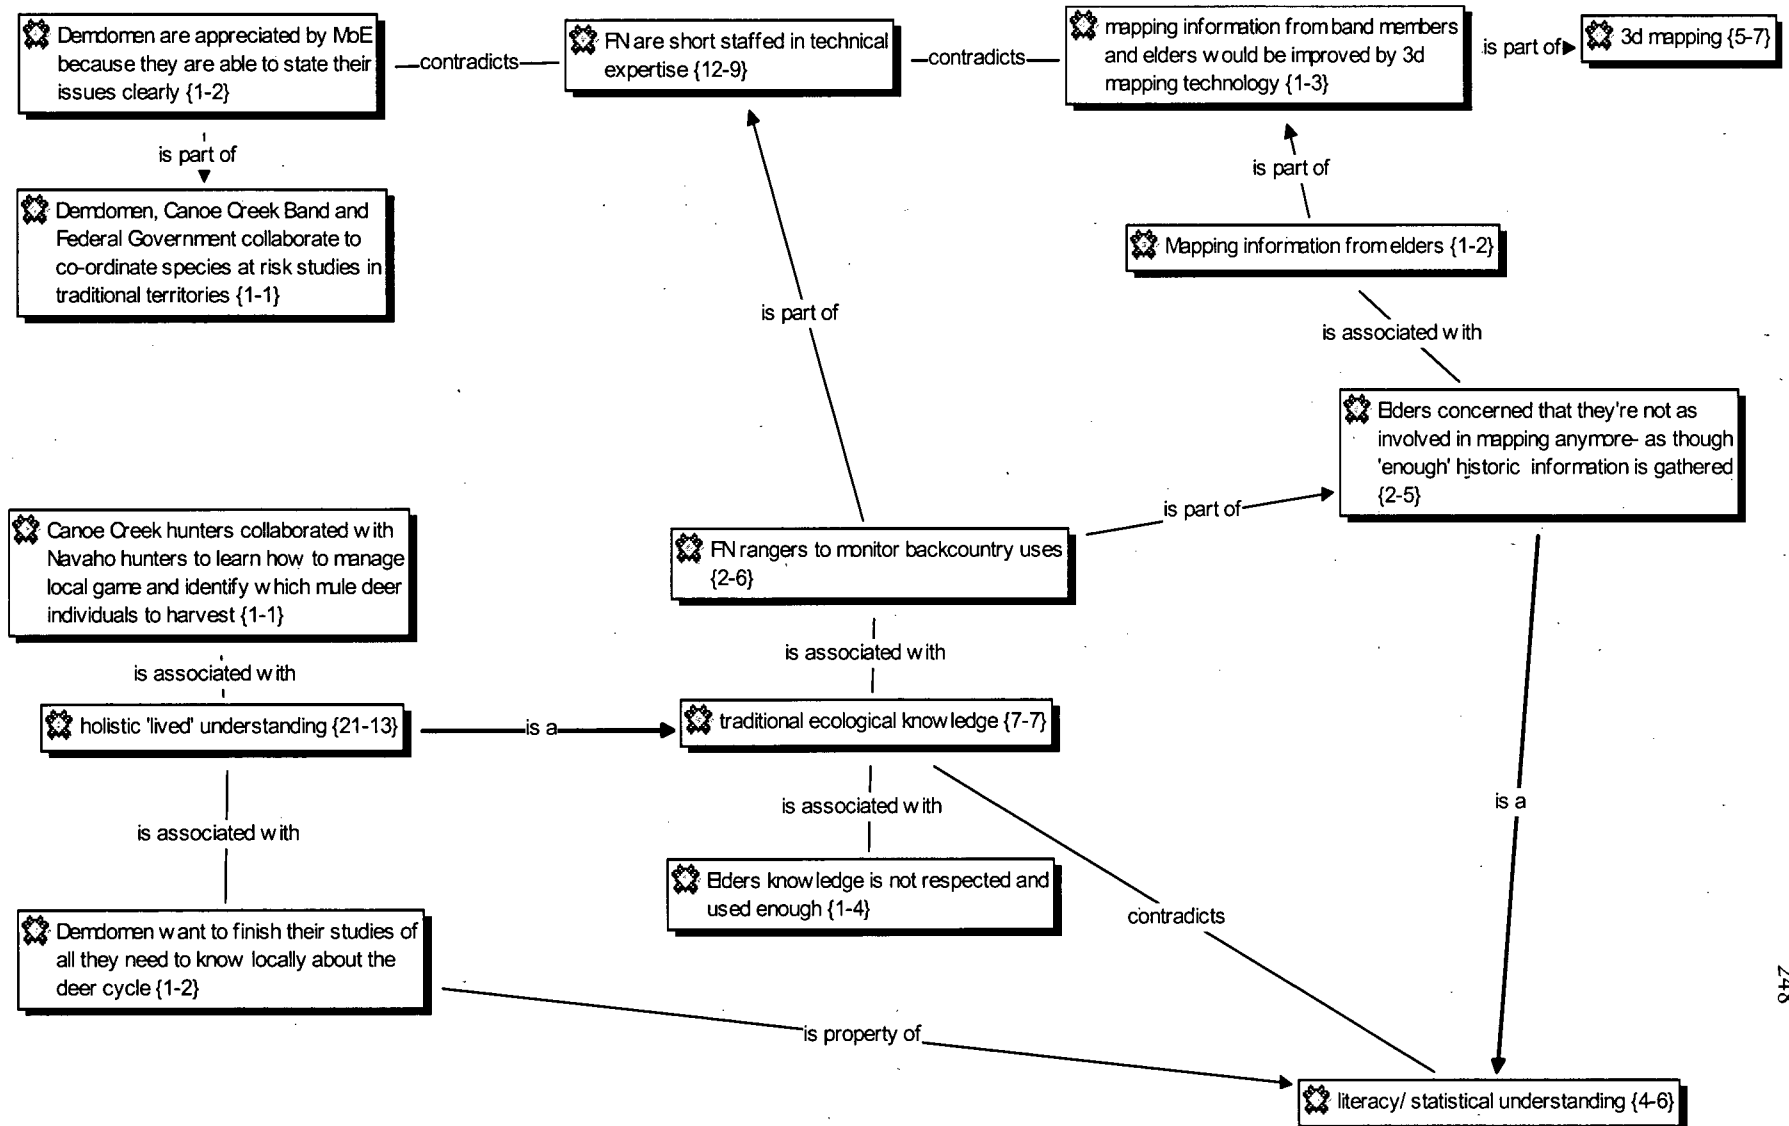 Demdomen are appreciated by MoE
because they are able to state their
issues clearly {1-2}
contradicts
FN are short staffed in technical
expertise {12-9}
contradicts
mapping information from band members
and elders would be improved by 3d
mapping technology {1-3}
is part of
3d mapping {5-7}
is part of
is part of
Demdomen, Canoe Creek Band and
Federal Government collaborate to
co-ordinate species at risk studies in
traditional territories {1-1}
Mapping information from elders {1-2}
is part of
is associated with
Elders concerned that they're not as
involved in mapping anymore- as though
'enough' historic information is gathered
{2-5}
is part of
Canoe Creek hunters collaborated with
Navaho hunters to learn how to manage
local game and identify which mule deer
individuals to harvest {1-1}
FN rangers to monitor backcountry uses
{2-6}
is associated with
is associated with
holistic 'lived' understanding {21-13}
is a
traditional ecological knowledge {7-7}
is a
is associated with
is associated with
Elders knowledge is not respected and
used enough {1-4}
contradicts
Demdomen want to finish their studies of
all they need to know locally about the
deer cycle {1-2}
is property of
literacy/ statistical understanding {4-6}
248